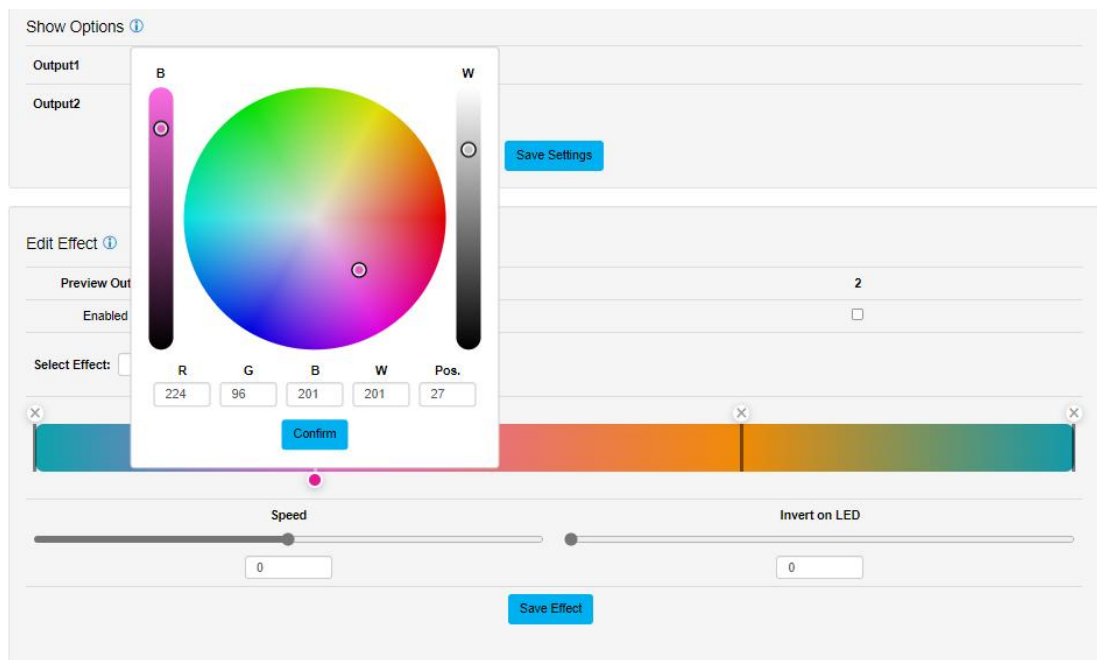 Show Options
Output1
B
W
Output2
Save Settings
Edit Effect
Preview Out
2
Enabled
Select Effect:
R G B W Pos.
224 96 201 201 27
Confirm
Speed
Invert on LED
0
0
Save Effect